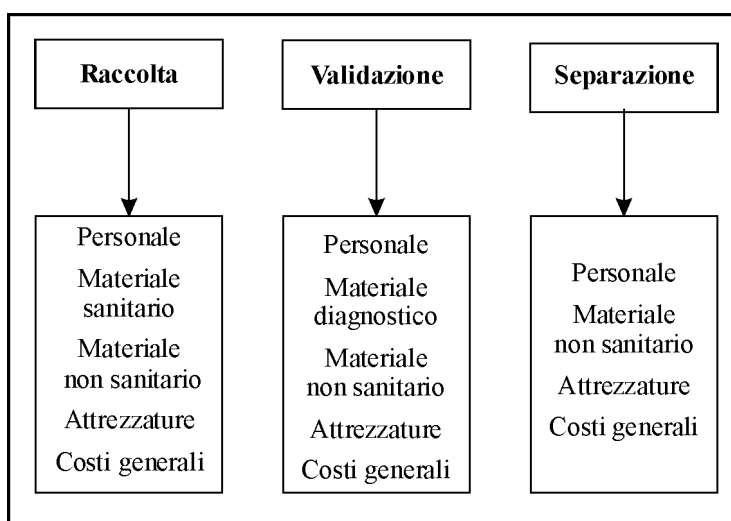 Raccolta
Personale
Materiale
sanitario
Materiale
non sanitario
Attrezzature
Costi generali
Validazione
Personale
Materiale
diagnostico
Materiale
non sanitario
Attrezzature
Costi generali
Separazione
Personale
Materiale
non sanitario
Attrezzature
Costi generali